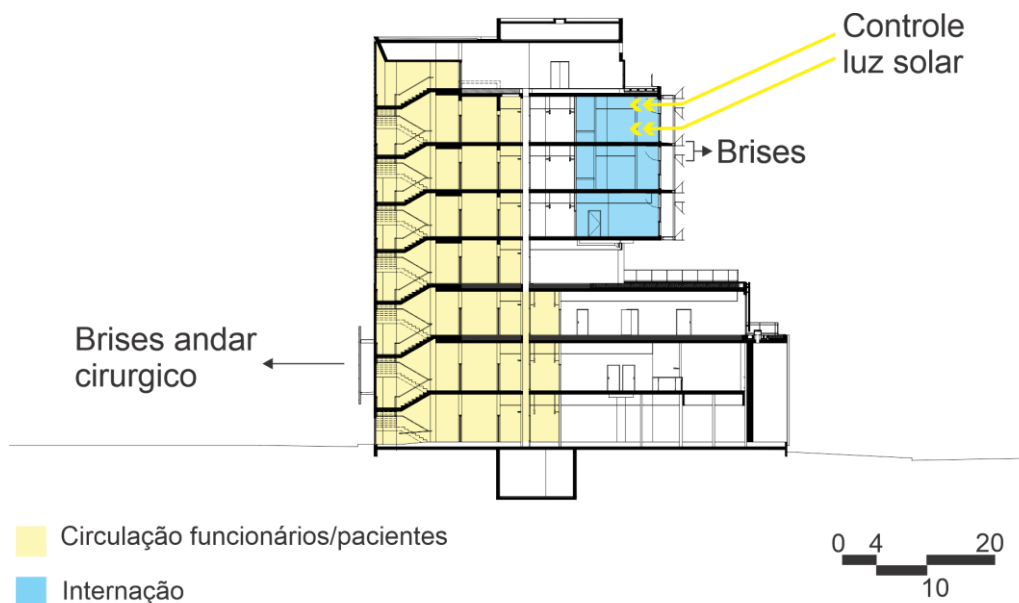 Controle
luz solar
Brises
Brises andar
cirurgico
Circulação funcionários/pacientes
Internação
0 4 20
10